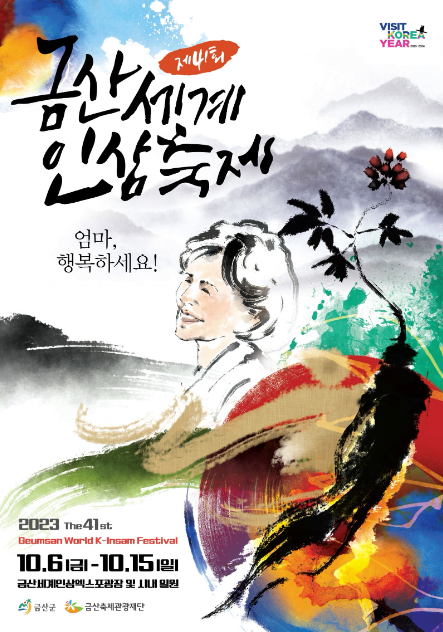 VISIT
KOREA
YEAR
제41회
금산세계
인삼축제
엄마,
행복하세요!
2023 The 41st
Geumsan World K-Insam Festival
10.6(금)-10.15(일)
금산세계인삼엑스포광장 및 시내 일원
금산군 금산축제관광재단